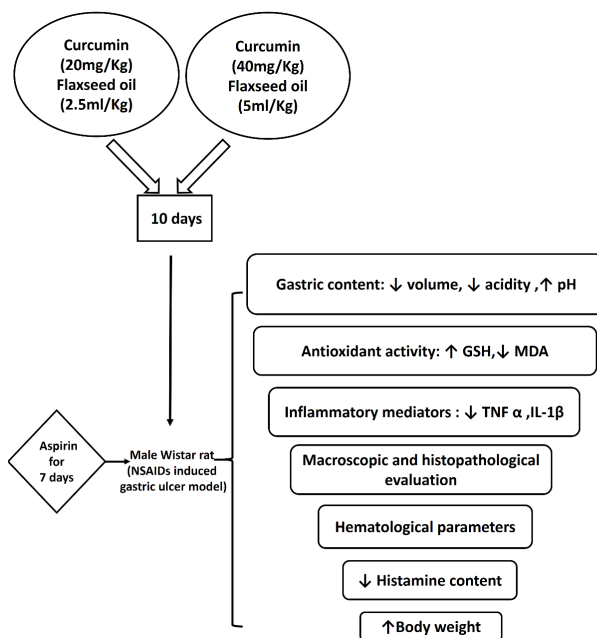 Curcumin
(20mg/Kg)
Flaxseed oil
(2.5ml/Kg)
Curcumin
(40mg/Kg)
Flaxseed oil
(5ml/Kg)
10 days
Gastric content: ↓ volume, ↓ acidity ,↑ pH
Antioxidant activity: ↑ GSH,↓ MDA
Inflammatory mediators : ↓ TNF α ,IL-1β
Macroscopic and histopathological
evaluation
Hematological parameters
↓ Histamine content
↑Body weight
Aspirin
for
7 days
Male Wistar rat
(NSAIDs induced
gastric ulcer model)